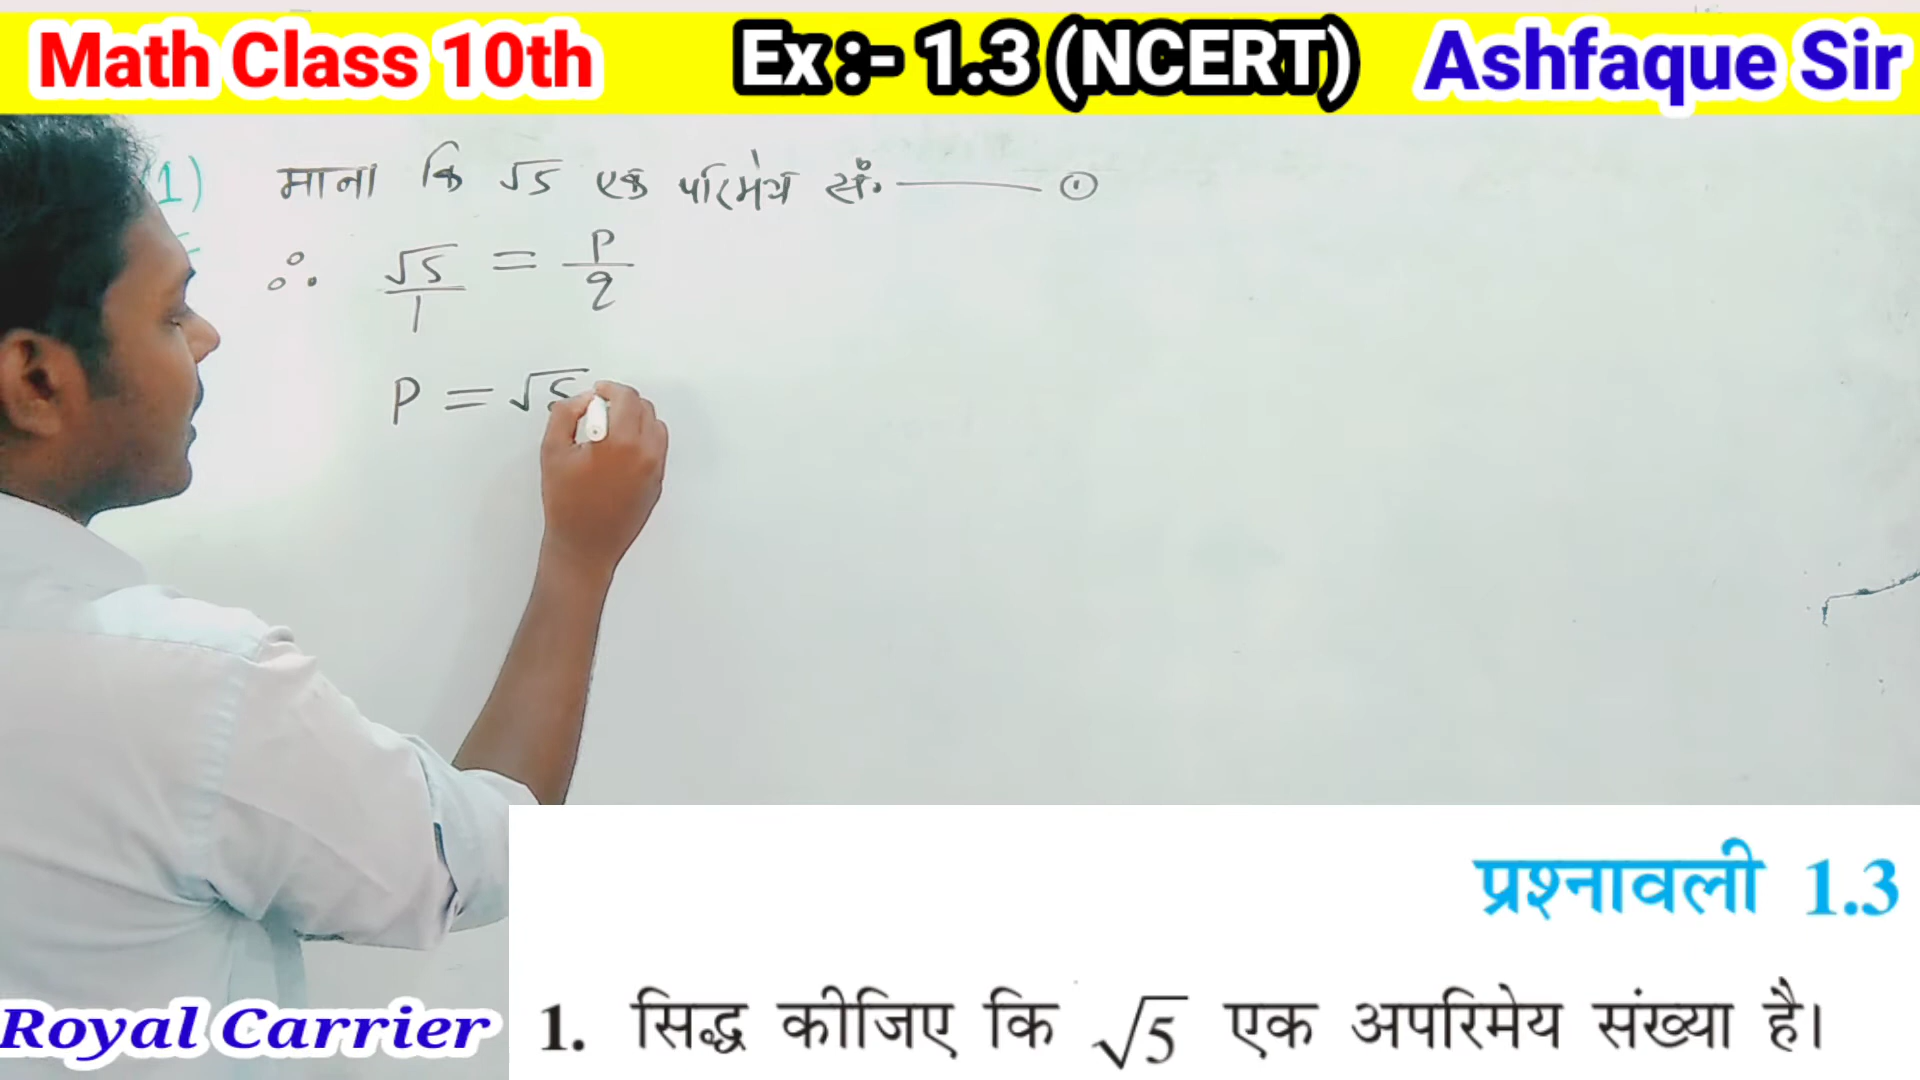 Math Class 10th Ex :- 1.3 (NCERT) Ashfaque Sir
(1) माना कि √5 एक परिमेय सं. ——— ①
∴ √5/1 = P/q
P = √5
प्रश्नावली 1.3
1. सिद्ध कीजिए कि √5 एक अपरिमेय संख्या है।
Royal Carrier